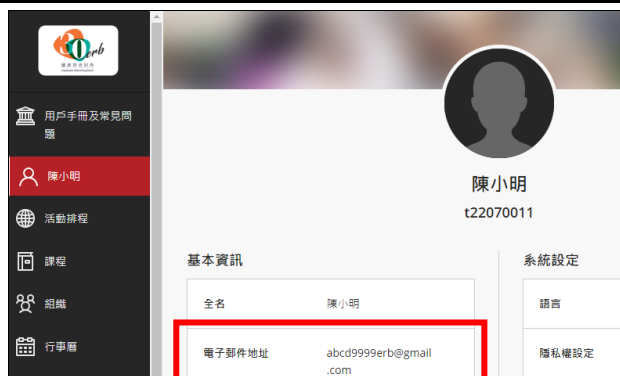 30 erb
用戶手冊及常見問
題
陳小明
活動排程
課程
組織
行事曆
陳小明
t22070011
基本資訊
全名
陳小明
電子郵件地址
abcd9999erb@gmail
.com
系統設定
語言
隱私權設定